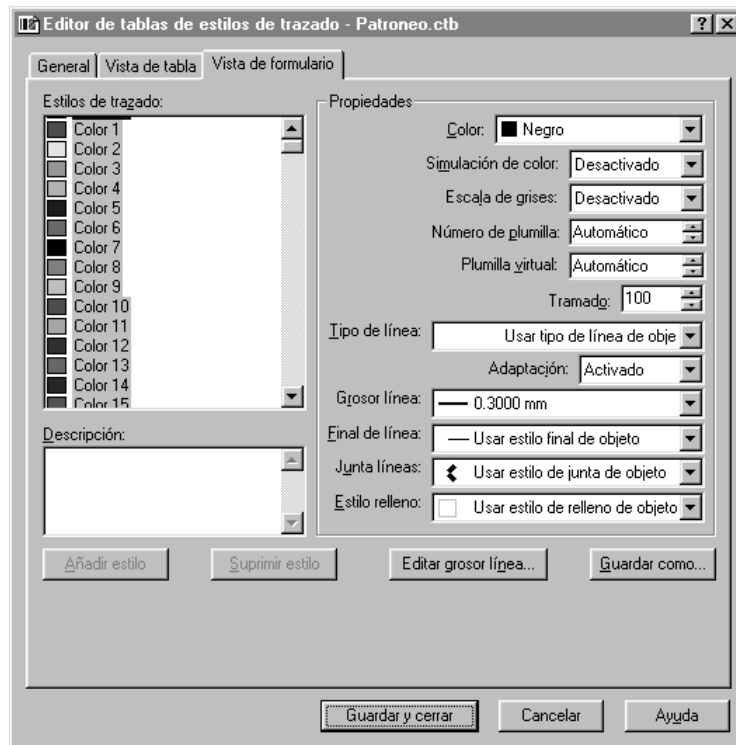 Editor de tablas de estilos de trazado - Patroneo.ctb
General Vista de tabla Vista de formulario
Estilos de trazado:
Color 1
Color 2
Color 3
Color 4
Color 5
Color 6
Color 7
Color 8
Color 9
Color 10
Color 11
Color 12
Color 13
Color 14
Color 15
Descripción:
Propiedades
Color: Negro
Simulación de color: Desactivado
Escala de grises: Desactivado
Número de plumilla: Automático
Plumilla virtual: Automático
Tramado: 100
Tipo de línea: Usar tipo de línea de obje
Adaptación: Activado
Grosor línea: 0.3000 mm
Final de línea: Usar estilo final de objeto
Junta líneas: Usar estilo de junta de objeto
Estilo relleno: Usar estilo de relleno de objeto
Añadir estilo Suprimir estilo Editar grosor línea... Guardar como...
Guardar y cerrar Cancelar Ayuda